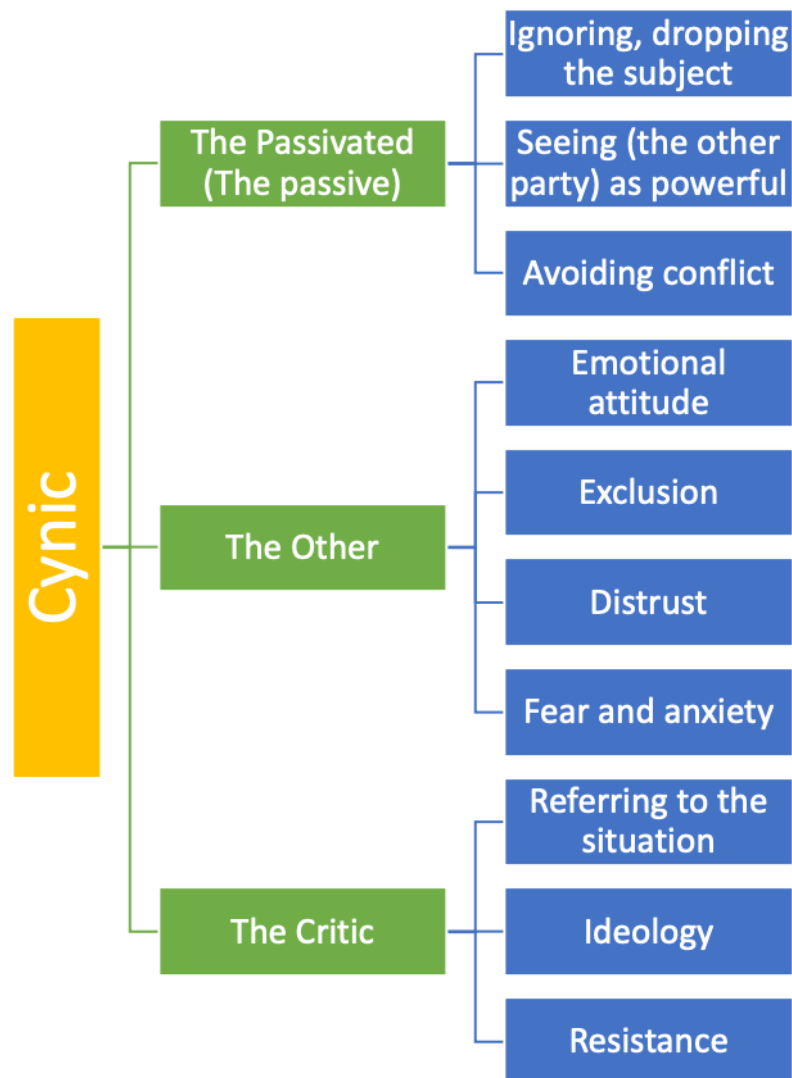 Cynic
The Passivated
(The passive)
Ignoring, dropping
the subject
Seeing (the other
party) as powerful
Avoiding conflict
The Other
Emotional
attitude
Exclusion
Distrust
Fear and anxiety
The Critic
Referring to the
situation
Ideology
Resistance